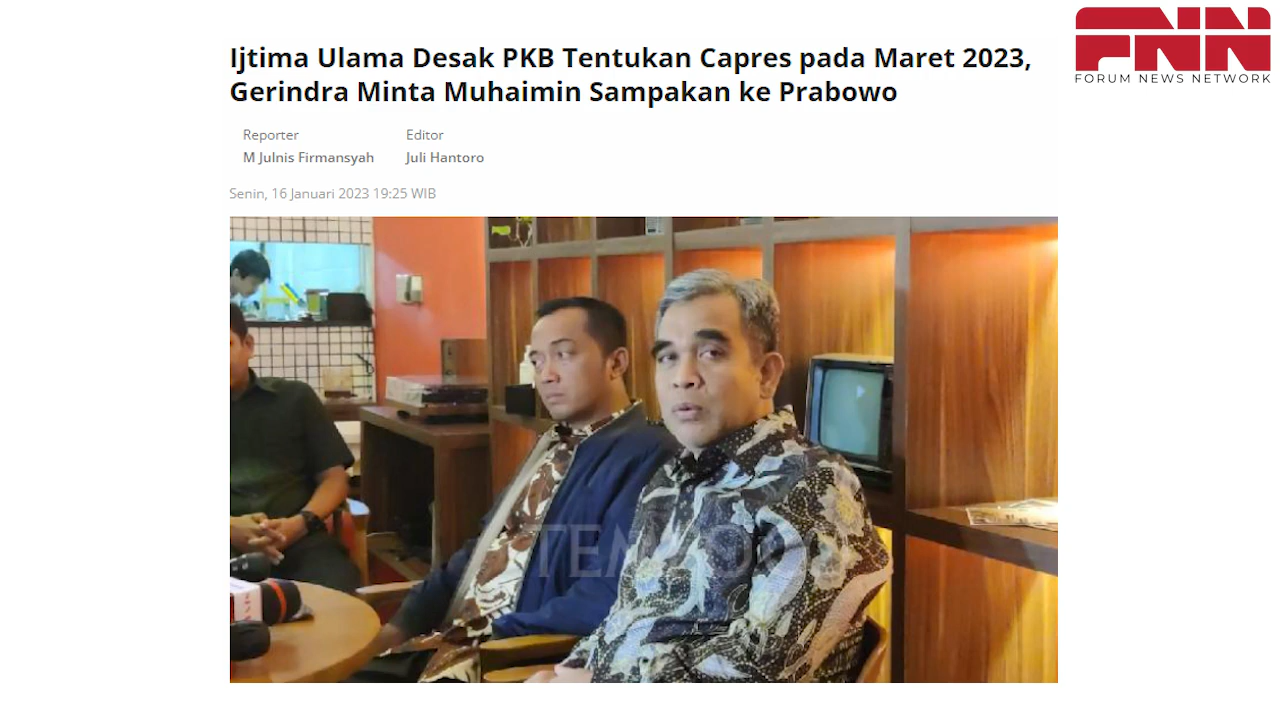 FNN
FORUM NEWS NETWORK
Ijtima Ulama Desak PKB Tentukan Capres pada Maret 2023,
Gerindra Minta Muhaimin Sampakan ke Prabowo
Reporter Editor
M Julnis Firmansyah Juli Hantoro
Senin, 16 Januari 2023 19:25 WIB
TEMPO.CO